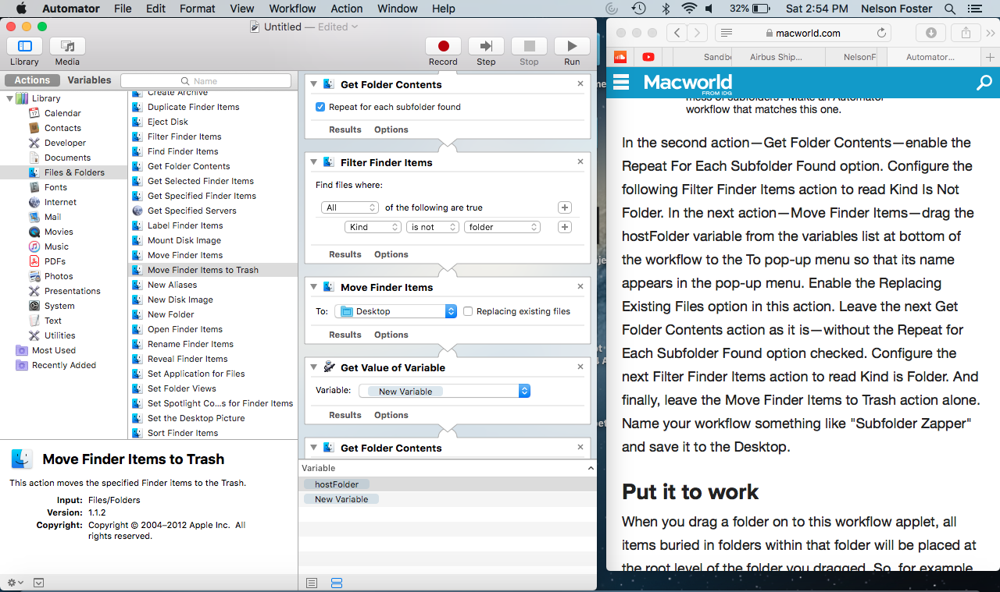 Automator File Edit Format View Workflow Action Window Help 32% Sat 2:54 PM Nelson Foster
Untitled — Edited
Library Media Record Step Stop Run
Actions Variables Name
Library
Calendar
Contacts
Developer
Documents
Files & Folders
Fonts
Internet
Mail
Movies
Music
PDFs
Photos
Presentations
System
Text
Utilities
Most Used
Recently Added
Create Archive
Duplicate Finder Items
Eject Disk
Filter Finder Items
Find Finder Items
Get Folder Contents
Get Selected Finder Items
Get Specified Finder Items
Get Specified Servers
Label Finder Items
Mount Disk Image
Move Finder Items
Move Finder Items to Trash
New Aliases
New Disk Image
New Folder
Open Finder Items
Rename Finder Items
Reveal Finder Items
Set Application for Files
Set Folder Views
Set Spotlight Co...s for Finder Items
Set the Desktop Picture
Sort Finder Items
Move Finder Items to Trash
This action moves the specified Finder items to the Trash.
Input: Files/Folders
Version: 1.1.2
Copyright: Copyright © 2004–2012 Apple Inc. All
rights reserved.
Get Folder Contents
Repeat for each subfolder found
Results Options
Filter Finder Items
Find files where:
All of the following are true
Kind is not folder
Results Options
Move Finder Items
To: Desktop Replacing existing files
Results Options
Get Value of Variable
Variable: New Variable
Results Options
Get Folder Contents
Variable
hostFolder
New Variable
macworld.com
Sandb Airbus Ship... NelsonF Automator...
Macworld
FROM IDG
mess of subfolders? Make an Automator
workflow that matches this one.
In the second action—Get Folder Contents—enable the
Repeat For Each Subfolder Found option. Configure the
following Filter Finder Items action to read Kind Is Not
Folder. In the next action—Move Finder Items—drag the
hostFolder variable from the variables list at bottom of
the workflow to the To pop-up menu so that its name
appears in the pop-up menu. Enable the Replacing
Existing Files option in this action. Leave the next Get
Folder Contents action as it is—without the Repeat for
Each Subfolder Found option checked. Configure the
next Filter Finder Items action to read Kind is Folder. And
finally, leave the Move Finder Items to Trash action alone.
Name your workflow something like "Subfolder Zapper"
and save it to the Desktop.
Put it to work
When you drag a folder on to this workflow applet, all
items buried in folders within that folder will be placed at
the root level of the folder you dragged. So, for example